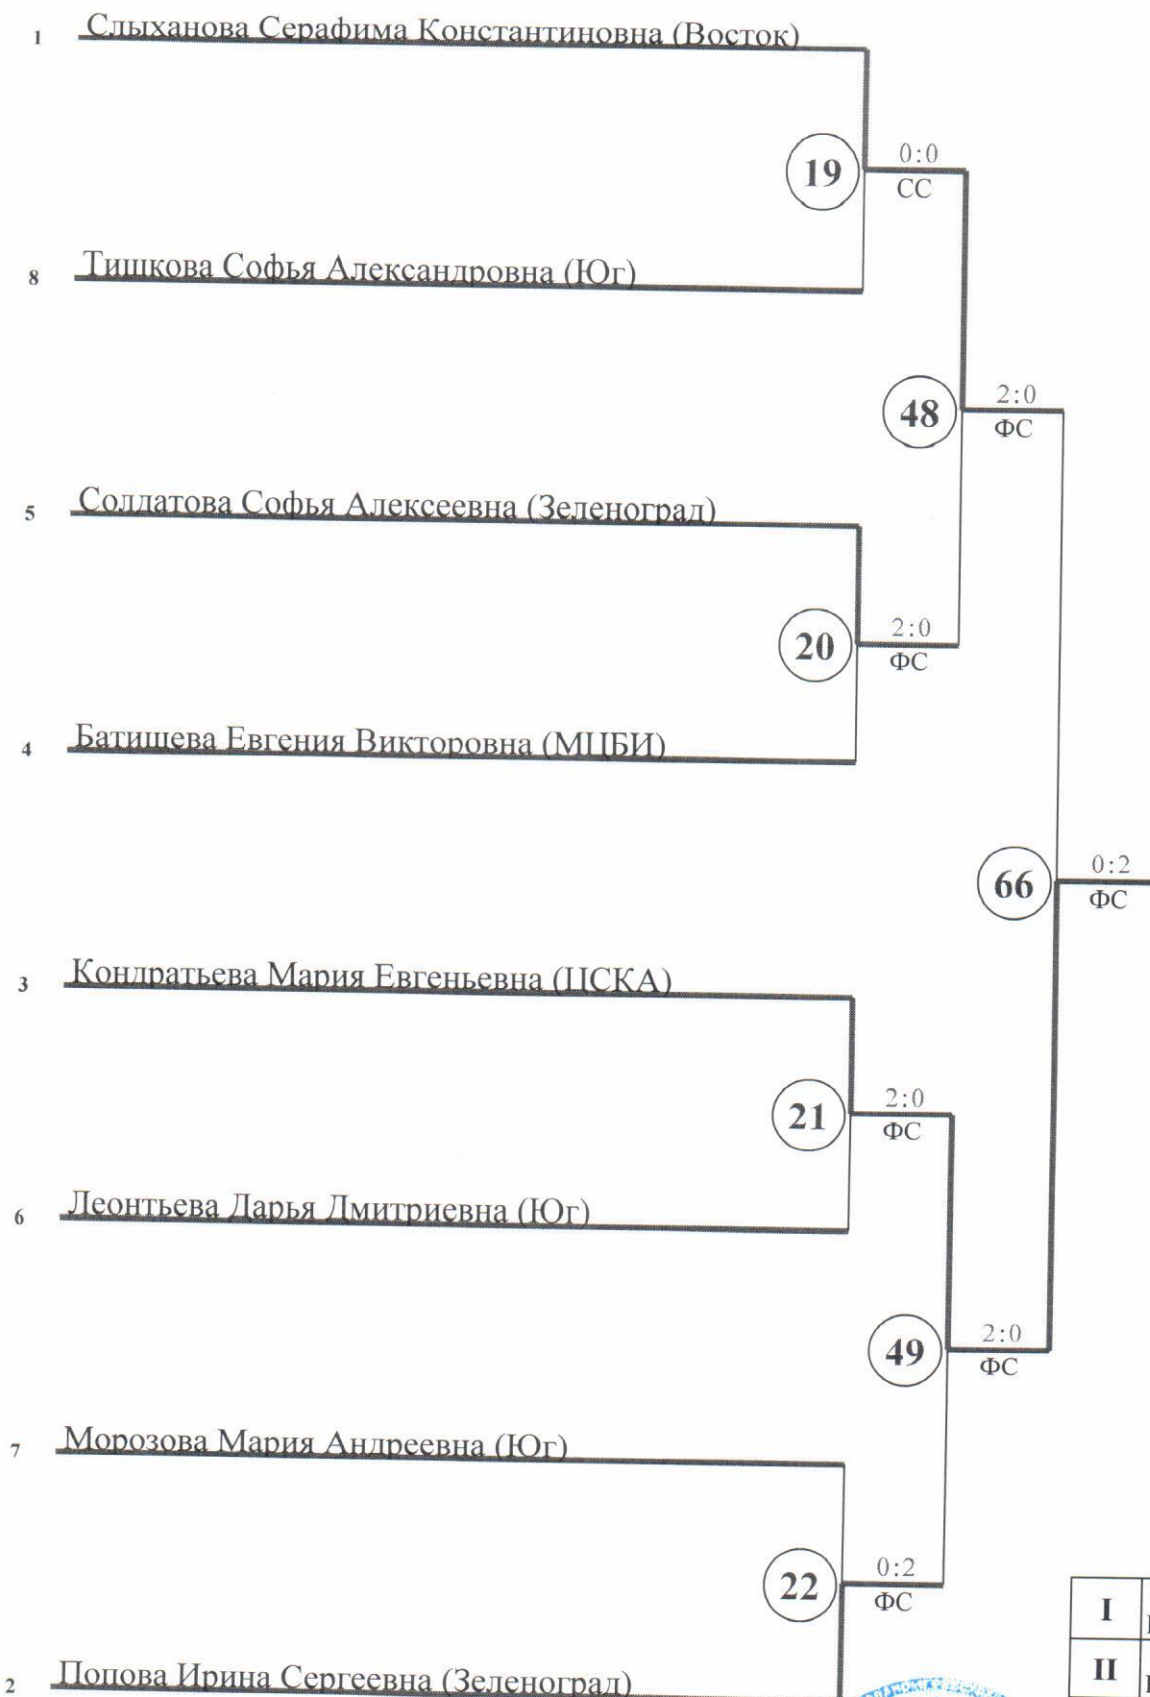 1 Слыханова Серафима Константиновна (Восток)
19 0:0
СС
8 Тишкова Софья Александровна (Юг)
48 2:0
ФС
5 Солдатова Софья Алексеевна (Зеленоград)
20 2:0
ФС
4 Батищева Евгения Викторовна (МЦБИ)
66 0:2
ФС
3 Кондратьева Мария Евгеньевна (ЦСКА)
21 2:0
ФС
6 Леонтьева Дарья Дмитриевна (Юг)
49 2:0
ФС
7 Морозова Мария Андреевна (Юг)
22 0:2
ФС
I
II
2 Попова Ирина Сергеевна (Зеленоград)